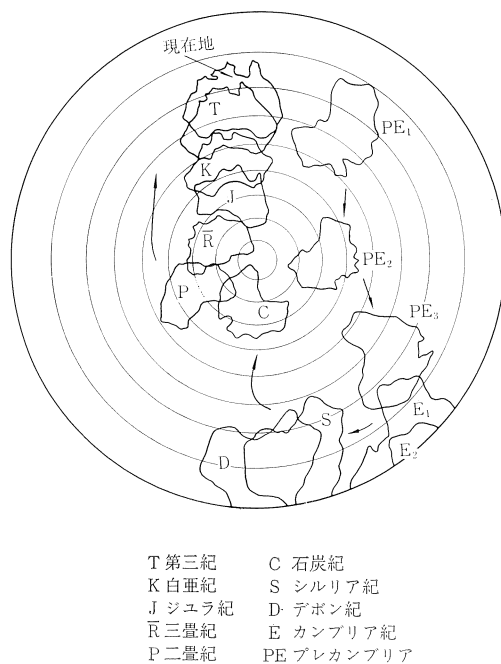 現在地
T
PE₁
K
J
R̅
PE₂
P
C
PE₃
E₁
S
E₂
D
T 第三紀 C 石炭紀
K 白亜紀 S シルリア紀
J ジユラ紀 D デボン紀
R̅ 三畳紀 E カンブリア紀
P 二畳紀 PE プレカンブリア